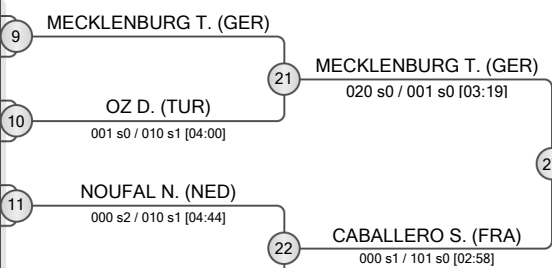 9
MECKLENBURG T. (GER)
21
MECKLENBURG T. (GER)
020 s0 / 001 s0 [03:19]
10
OZ D. (TUR)
001 s0 / 010 s1 [04:00]
11
NOUFAL N. (NED)
000 s2 / 010 s1 [04:44]
22
CABALLERO S. (FRA)
000 s1 / 101 s0 [02:58]